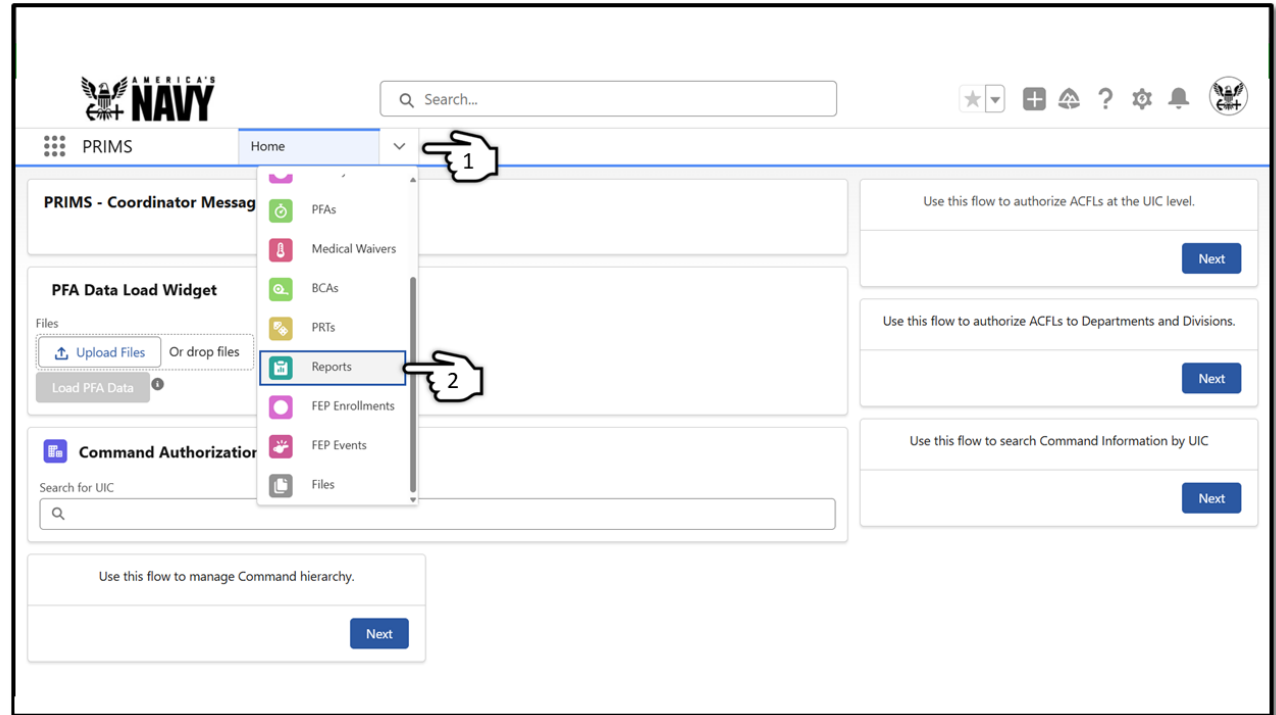 AMERICA'S
NAVY
Search...
PRIMS
Home
1
PRIMS - Coordinator Messag
PFAs
Medical Waivers
BCAs
PRTs
Reports
2
FEP Enrollments
FEP Events
Files
PFA Data Load Widget
Files
Upload Files
Or drop files
Load PFA Data
Command Authorization
Search for UIC
Use this flow to manage Command hierarchy.
Next
Use this flow to authorize ACFLs at the UIC level.
Next
Use this flow to authorize ACFLs to Departments and Divisions.
Next
Use this flow to search Command Information by UIC
Next